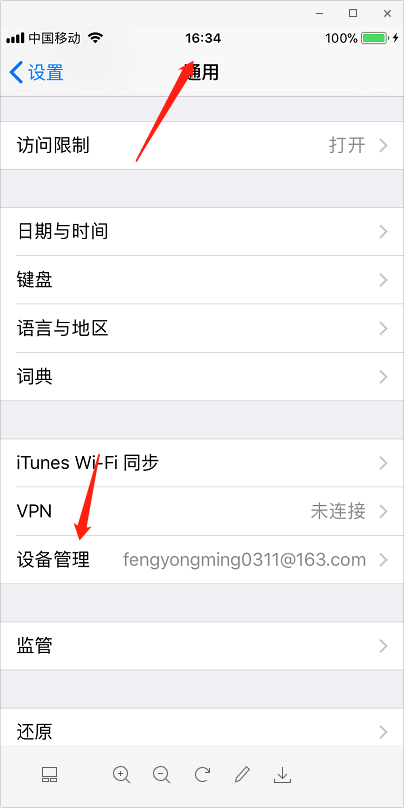 中国移动 16:34 100%
设置 通用
访问限制 打开
日期与时间
键盘
语言与地区
词典
iTunes Wi-Fi 同步
VPN 未连接
设备管理 fengyongming0311@163.com
监管
还原